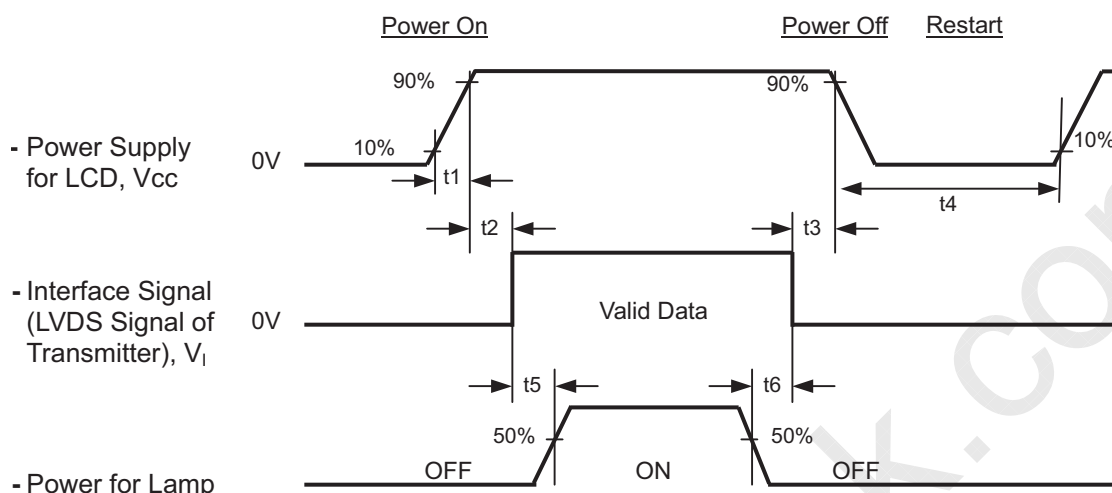 Power On
Power Off
Restart
90%
90%
- Power Supply
for LCD, Vcc
0V
10%
10%
t1
t4
t2
t3
- Interface Signal
(LVDS Signal of
Transmitter), VI
0V
Valid Data
t5
t6
50%
50%
- Power for Lamp
OFF
ON
OFF
k.com